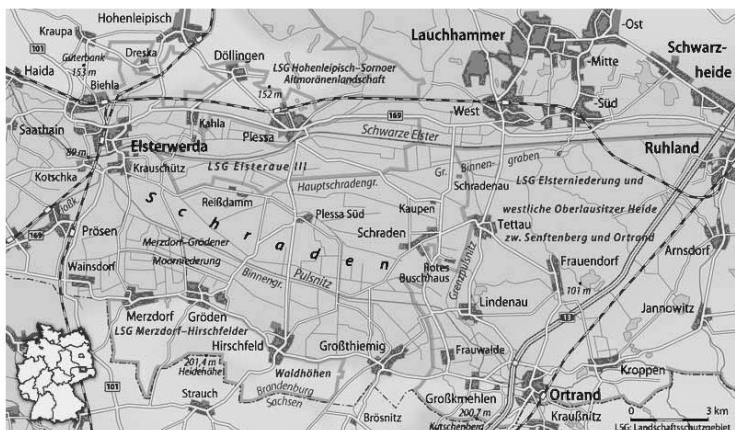 Hohenleipisch
-Ost
Kraupa
Lauchhammer
101
Dreska
Döllingen
LSG Hohenleipisch-Sornoer
Altmoränenlandschaft
-Mitte
Schwarz-
heide
Haida
153 m
Biehla
152 m
West
-Süd
Saathain
Kahla
Plessa
169
Schwarze Elster
Elsterwerda
89 m
Ruhland
Kotschka
Krauschütz
LSG Elsteraue III
Gr. Binnen-
graben
Hauptschradengr.
Schradenau
LSG Elsterniederung und
Reißdamm
Kaupen
westliche Oberlausitzer Heide
Plessa Süd
Tettau
Schraden
Schraden
zw. Senftenberg und Ortrand
169
Prösen
Merzdorf-Grödener
Moorniederung
Arnsdorf
Wainsdorf
Binnengr.
Pulsnitz
Rotes
Buschhaus
Grenzpulsnitz
Frauendorf
101 m
Merzdorf
Gröden
Lindenau
Jannowitz
LSG Merzdorf-Hirschfelder
13
Hirschfeld
Großthiemig
Frauwalde
201,4 m
Heidehöhe
Waldhöhen
Kroppen
101
Strauch
Brandenburg
Sachsen
Großkmehlen
Ortrand
Brösnitz
200,7 m
Kutschenberg
Kraußnitz
0
3 km
LSG: Landschaftsschutzgebiet